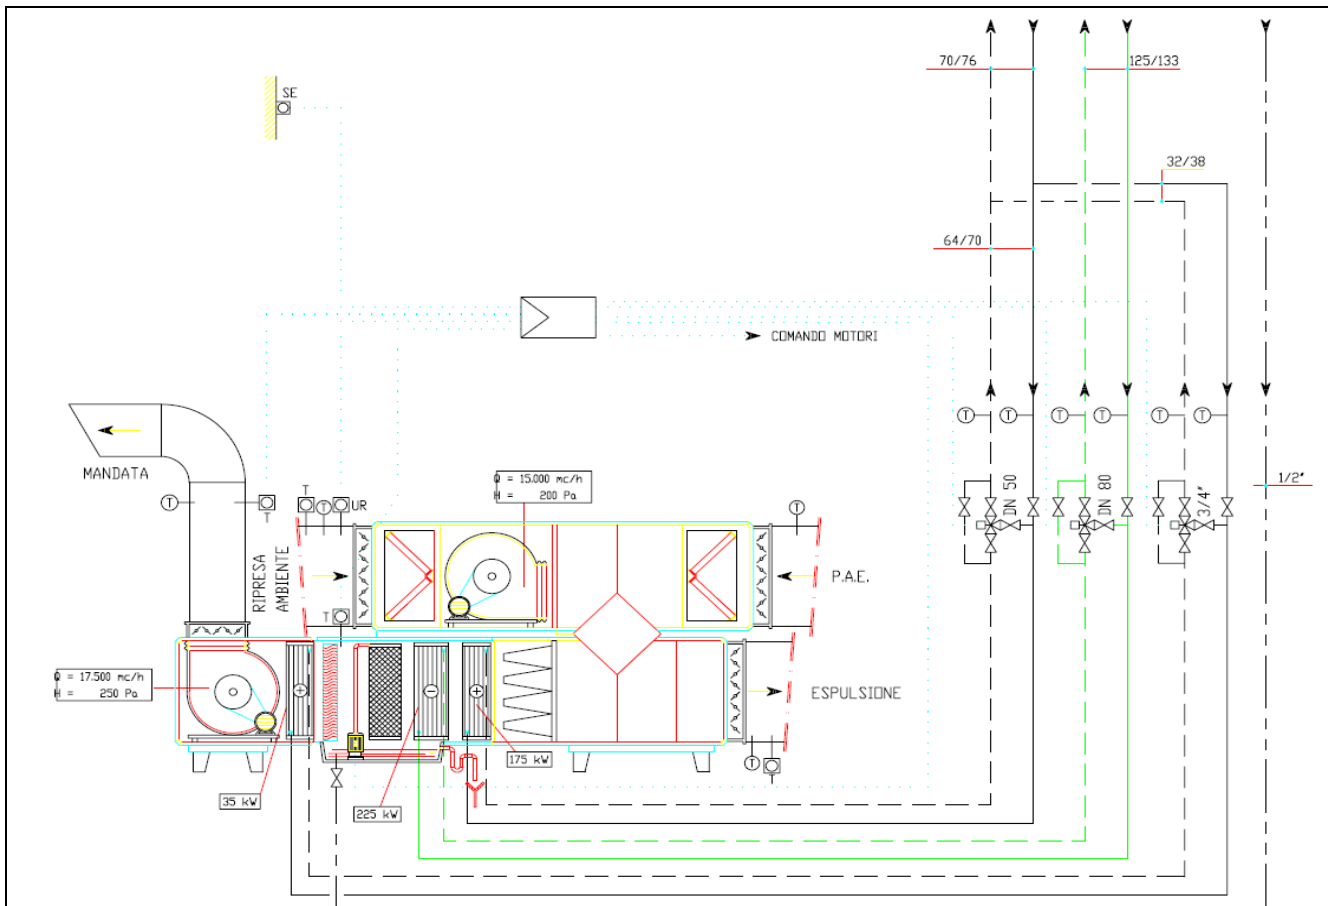 70/76
125/133
SE
32/38
64/70
COMANDO MOTORI
T
T
T
T
T
T
MANDATA
Q = 15.000 mc/h
H = 200 Pa
1/2"
DN 50
DN 80
3/4"
T
T
T
T
UR
T
RIPRESA
AMBIENTE
P.A.E.
T
Q = 17.500 mc/h
H = 250 Pa
+
−
+
ESPULSIONE
175 kW
T
T
35 kW
225 kW